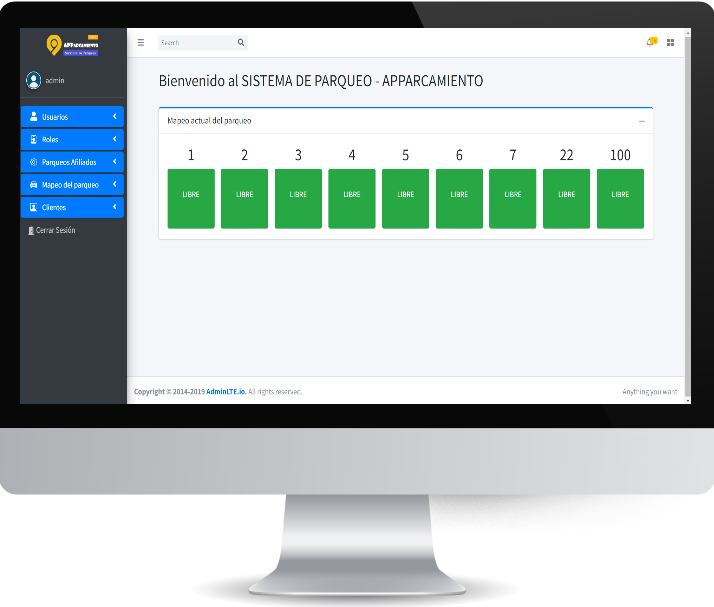 APPARCAMIENTO
Servicio de Parqueo
admin
Usuarios
Roles
Parqueos Afiliados
Mapeo del parqueo
Clientes
Cerrar Sesión
Search
Bienvenido al SISTEMA DE PARQUEO - APPARCAMIENTO
Mapeo actual del parqueo
1 2 3 4 5 6 7 22 100
LIBRE LIBRE LIBRE LIBRE LIBRE LIBRE LIBRE LIBRE LIBRE
Copyright © 2014-2019 AdminLTE.io. All rights reserved.
Anything you want